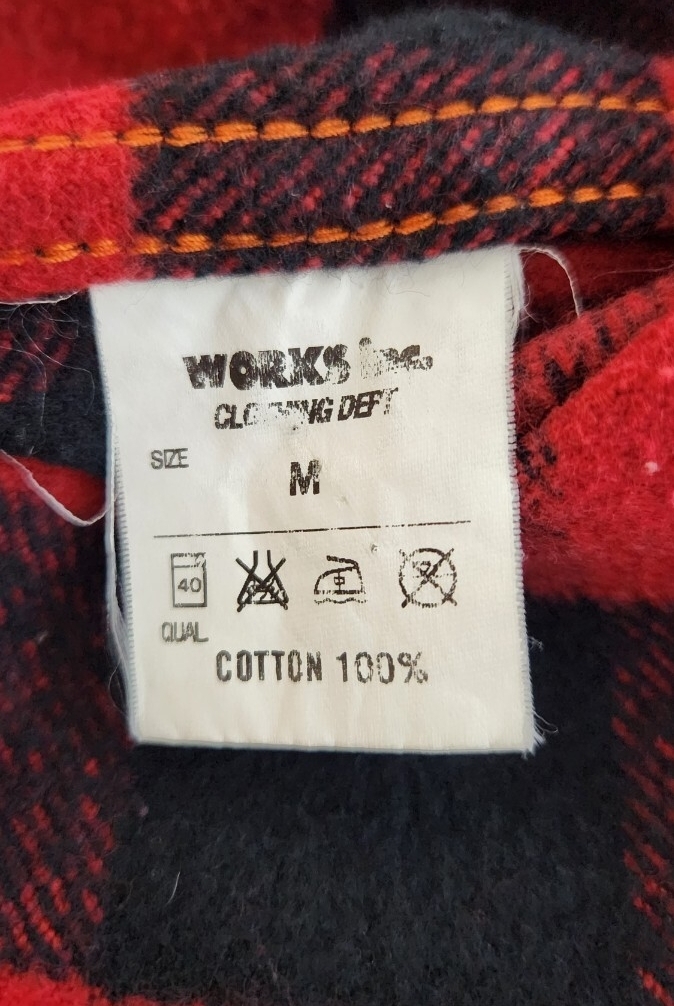 WORKS inc.
CLOTHING DEPT
SIZE
M
40
QUAL
COTTON 100%